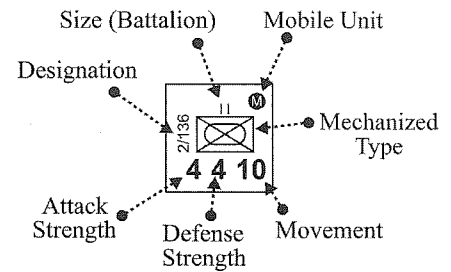 Size (Battalion)
Mobile Unit
Designation
M
II
2/136
Mechanized
Type
4 4 10
Attack
Strength
Defense
Strength
Movement